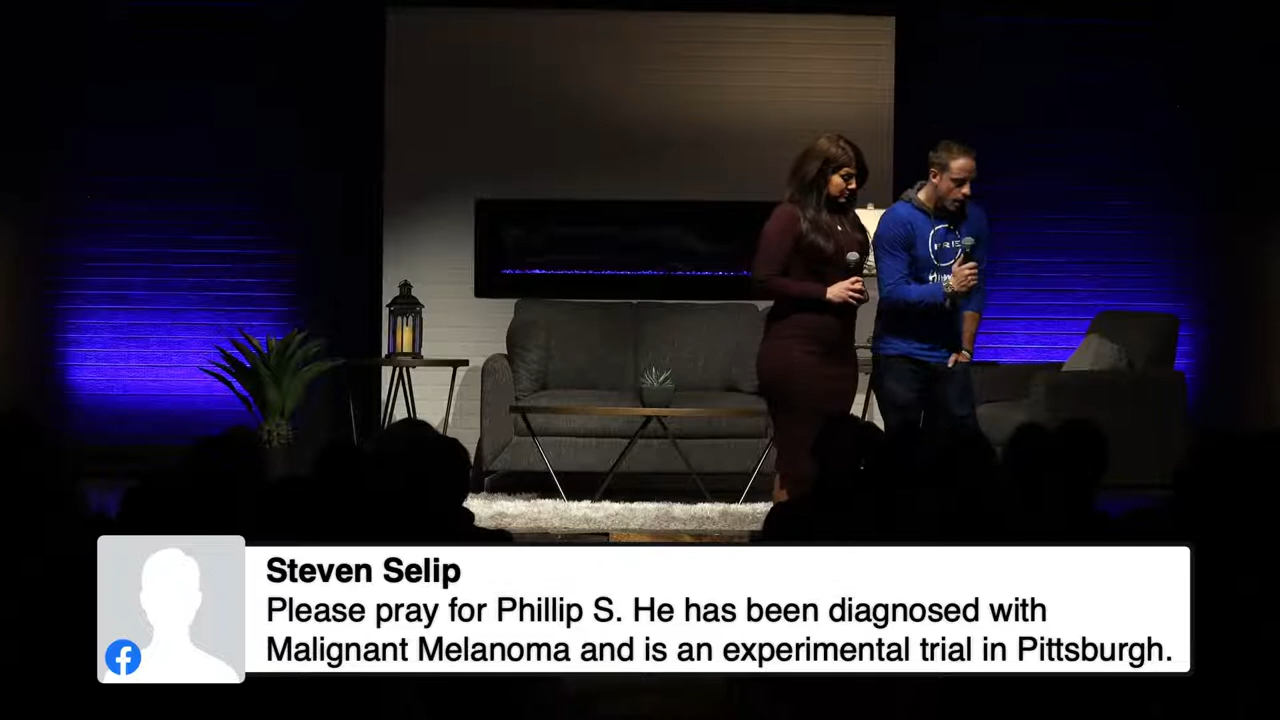 FREE
Steven Selip
Please pray for Phillip S. He has been diagnosed with
Malignant Melanoma and is an experimental trial in Pittsburgh.